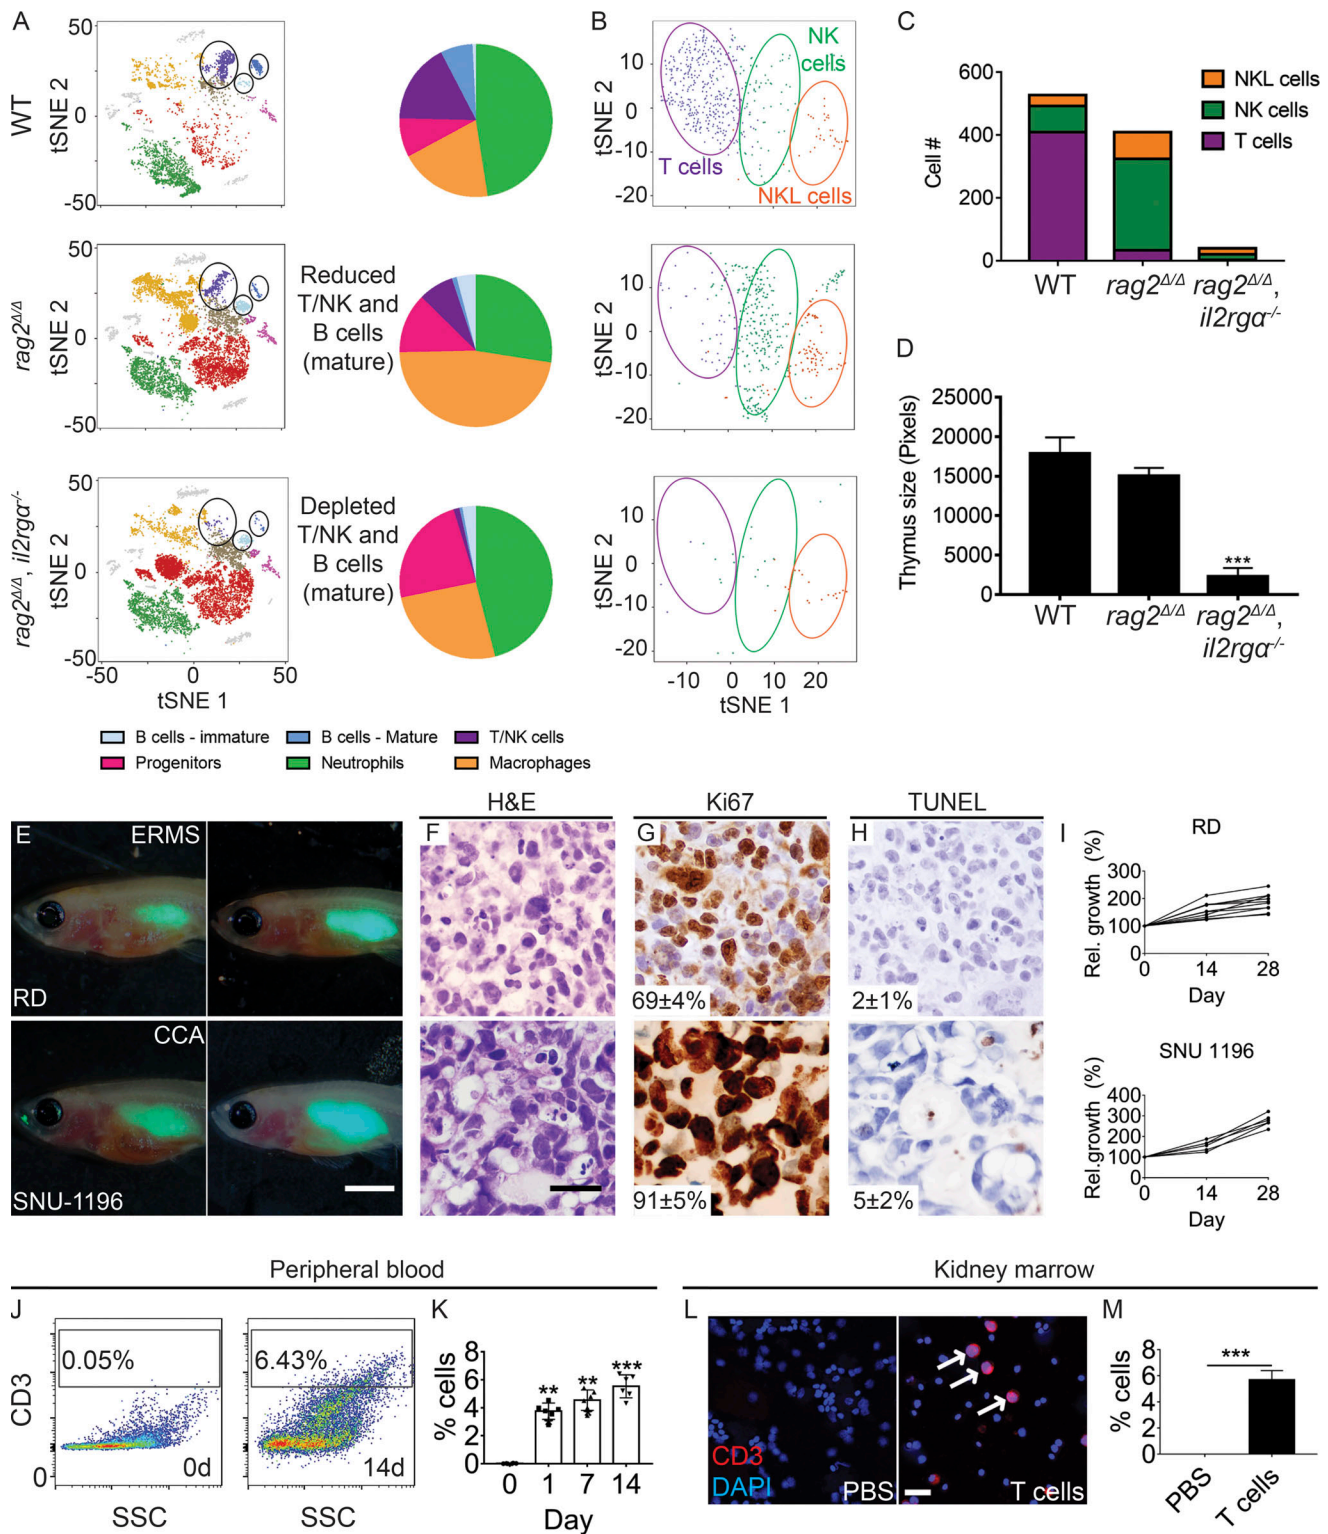 A
WT
tSNE 2
50
0
-50
rag2Δ/Δ
tSNE 2
50
0
-50
Reduced
T/NK and
B cells
(mature)
rag2Δ/Δ, il2rgα-/-
tSNE 2
50
0
-50
-50 0 50
tSNE 1
Depleted
T/NK and
B cells
(mature)
B cells - immature
B cells - Mature
T/NK cells
Progenitors
Neutrophils
Macrophages
B
tSNE 2
10
0
-10
-20
T cells
NK
cells
NKL cells
tSNE 2
10
0
-10
-20
tSNE 2
10
0
-10
-20
-10 0 10 20
tSNE 1
C
Cell #
600
400
200
0
NKL cells
NK cells
T cells
WT
rag2Δ/Δ
rag2Δ/Δ,
il2rgα-/-
D
Thymus size (Pixels)
25000
20000
15000
10000
5000
0
***
WT
rag2Δ/Δ
rag2Δ/Δ,
il2rgα-/-
H&E
Ki67
TUNEL
E
ERMS
RD
CCA
SNU-1196
F
G
69±4%
91±5%
H
2±1%
5±2%
I
RD
Rel. growth (%)
300
200
100
0
0 14 28
Day
SNU 1196
Rel.growth (%)
400
300
200
100
0
0 14 28
Day
Peripheral blood
J
CD3
0
0.05%
0d
SSC
6.43%
14d
SSC
K
% cells
8
6
4
2
0
**
**
***
0 1 7 14
Day
Kidney marrow
L
CD3
DAPI
PBS
T cells
M
% cells
8
6
4
2
0
***
PBS
T cells